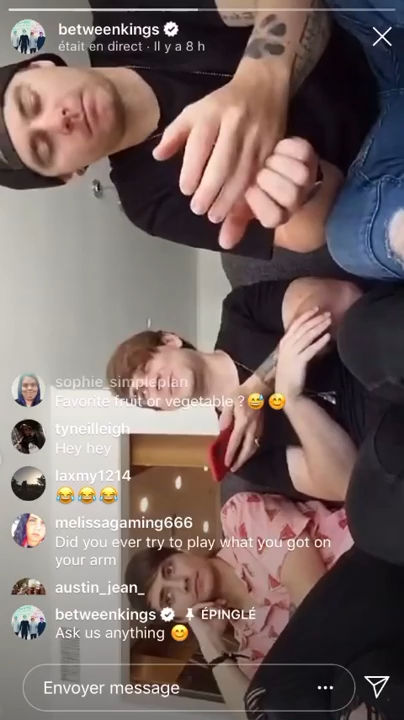 betweenkings
était en direct · Il y a 8 h
sophie_simpleplan
Favorite fruit or vegetable ? 😅 😊
tyneilleigh
Hey hey
laxmy1214
😂 😂 😂
melissagaming666
Did you ever try to play what you got on
your arm
austin_jean_
betweenkings ÉPINGLÉ
Ask us anything 😊
Envoyer message